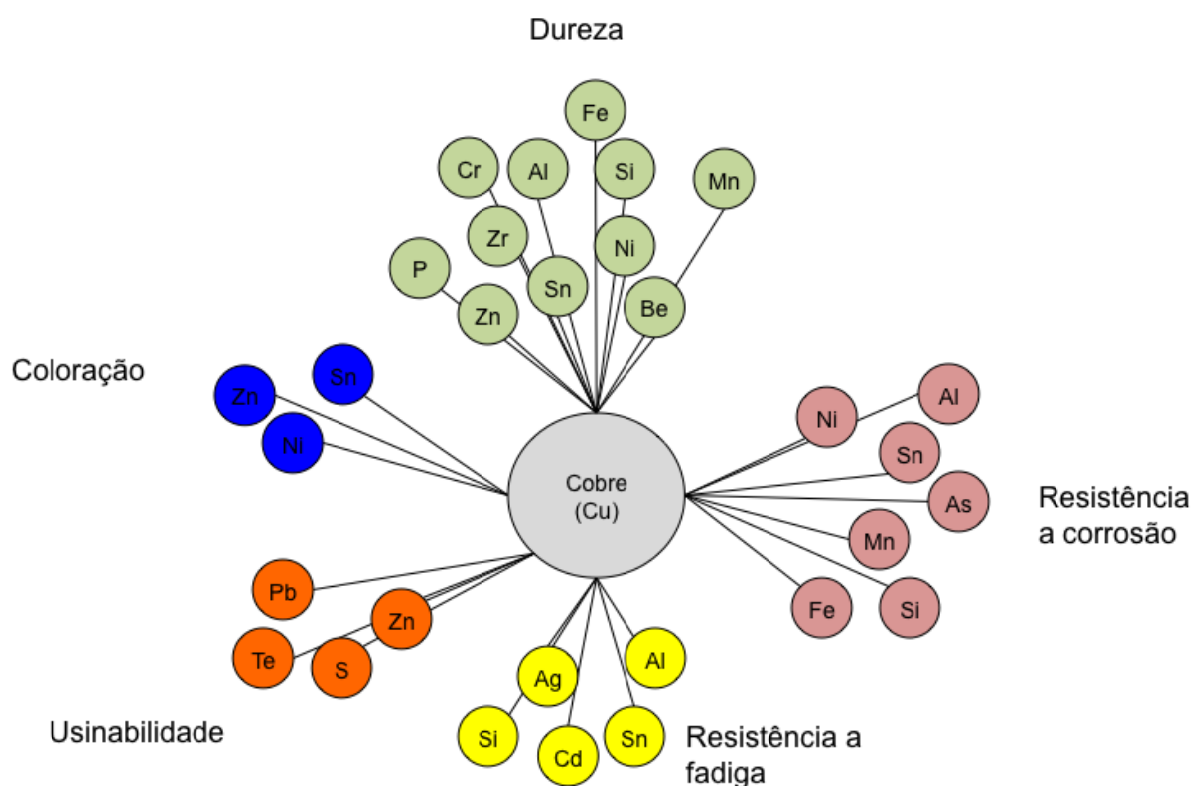 Dureza
Fe
Cr
Al
Si
Mn
Zr
Ni
P
Sn
Zn
Be
Coloração
Zn
Sn
Ni
Cobre
(Cu)
Ni
Al
Sn
As
Mn
Fe
Si
Resistência
a corrosão
Pb
Zn
Te
S
Usinabilidade
Ag
Al
Si
Cd
Sn
Resistência a
fadiga